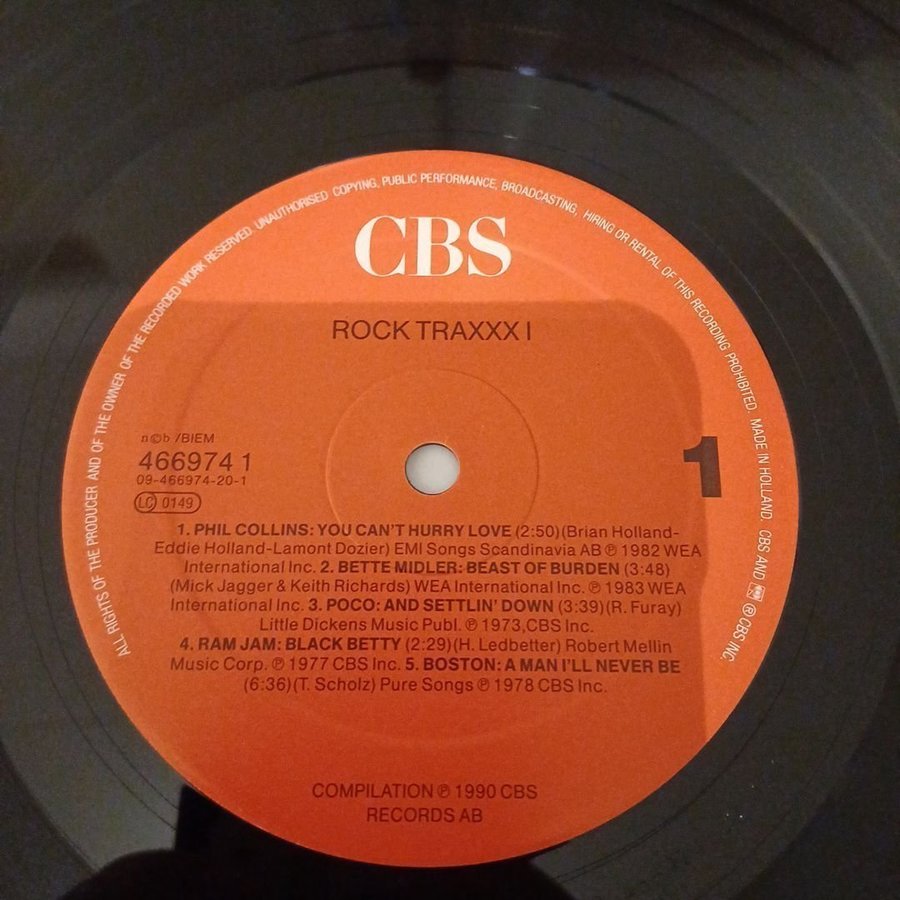 ALL RIGHTS OF THE PRODUCER AND OF THE OWNER OF THE RECORDED WORK RESERVED. UNAUTHORISED COPYING, PUBLIC PERFORMANCE, BROADCASTING, HIRING OR RENTAL OF THIS RECORDING PROHIBITED. MADE IN HOLLAND. CBS AND ® CBS INC.
CBS
ROCK TRAXXX I
n©b /BIEM
466974 1
09-466974-20-1
LC 0149
1
1. PHIL COLLINS: YOU CAN'T HURRY LOVE (2:50)(Brian Holland-
Eddie Holland-Lamont Dozier) EMI Songs Scandinavia AB ℗ 1982 WEA
International Inc. 2. BETTE MIDLER: BEAST OF BURDEN (3:48)
(Mick Jagger & Keith Richards) WEA International Inc. ℗ 1983 WEA
International Inc. 3. POCO: AND SETTLIN' DOWN (3:39)(R. Furay)
Little Dickens Music Publ. ℗ 1973, CBS Inc.
4. RAM JAM: BLACK BETTY (2:29)(H. Ledbetter) Robert Mellin
Music Corp. ℗ 1977 CBS Inc. 5. BOSTON: A MAN I'LL NEVER BE
(6:36)(T. Scholz) Pure Songs ℗ 1978 CBS Inc.
COMPILATION ℗ 1990 CBS
RECORDS AB